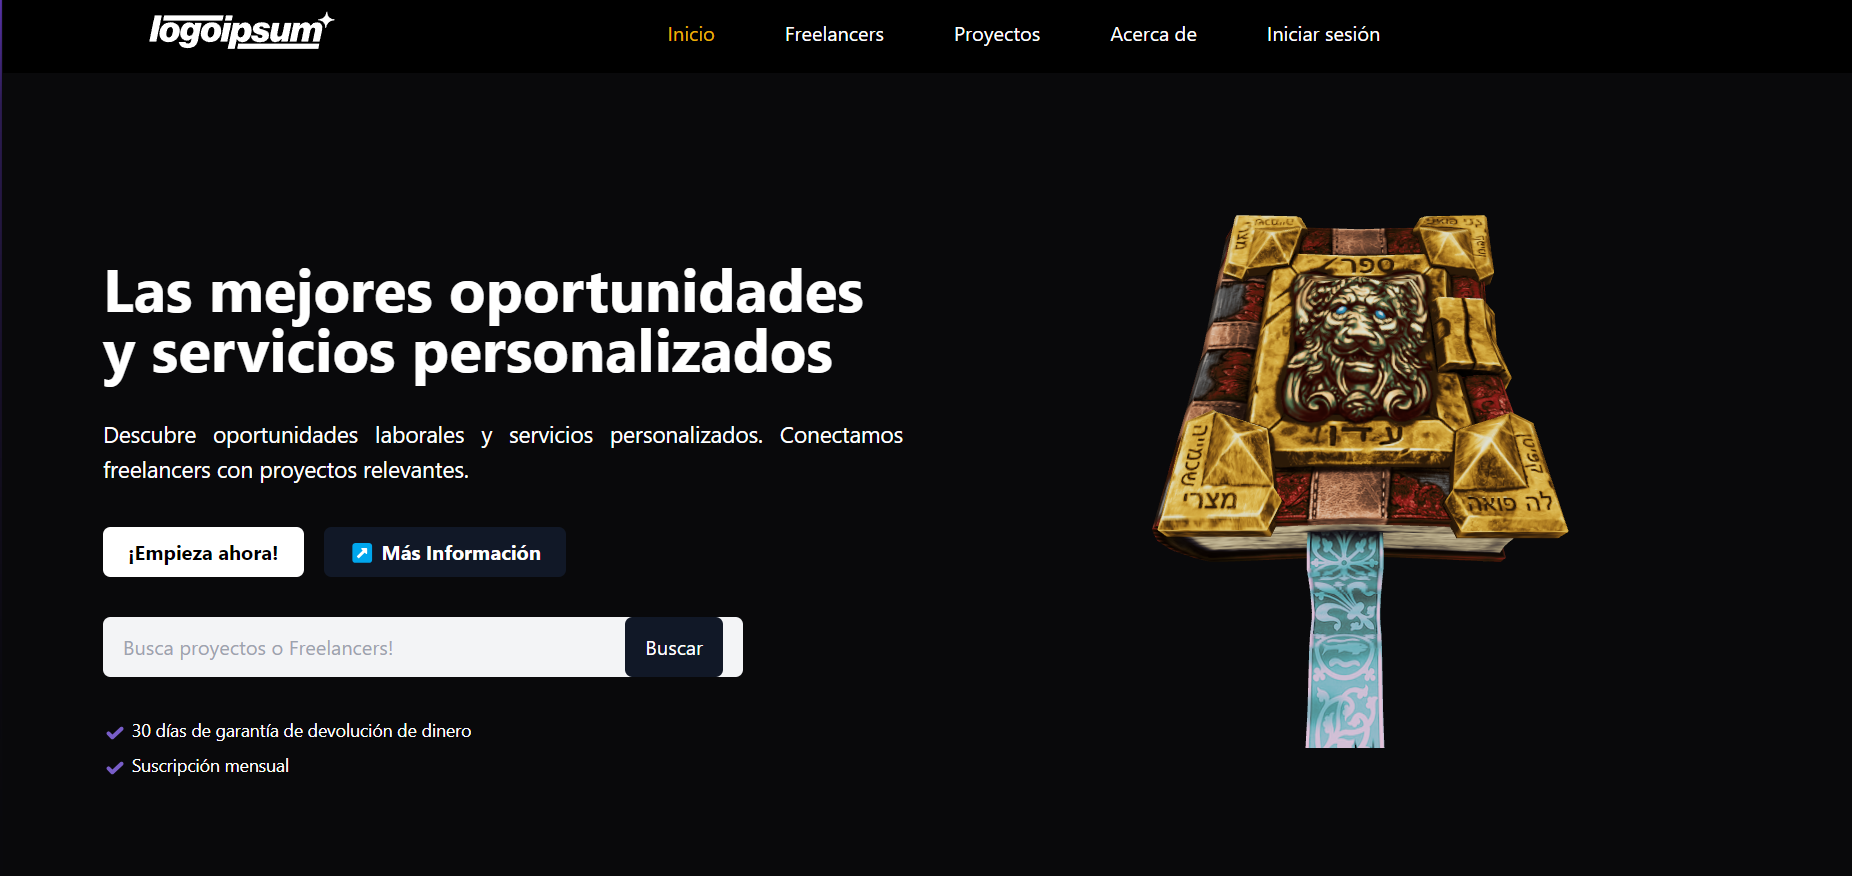 logoipsum
Inicio
Freelancers
Proyectos
Acerca de
Iniciar sesión
Las mejores oportunidades
y servicios personalizados
Descubre oportunidades laborales y servicios personalizados. Conectamos
freelancers con proyectos relevantes.
¡Empieza ahora!
Más Información
Busca proyectos o Freelancers!
Buscar
30 días de garantía de devolución de dinero
Suscripción mensual
ספר
עדן
מצרי
לה פואה